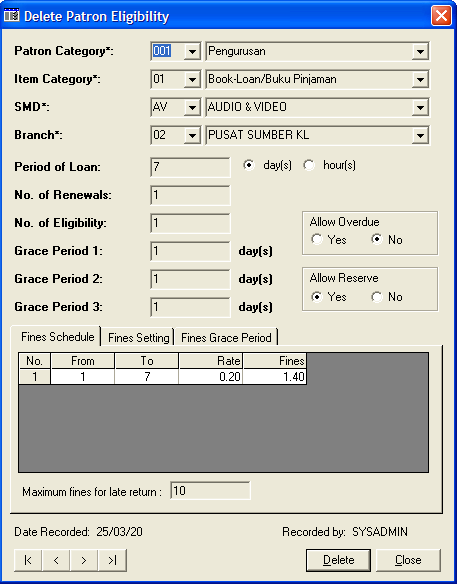 Delete Patron Eligibility
Patron Category*: 001 Pengurusan
Item Category*: 01 Book-Loan/Buku Pinjaman
SMD*: AV AUDIO & VIDEO
Branch*: 02 PUSAT SUMBER KL
Period of Loan: 7 day(s) hour(s)
No. of Renewals: 1
No. of Eligibility: 1
Allow Overdue
Yes No
Grace Period 1: 1 day(s)
Grace Period 2: 1 day(s)
Allow Reserve
Yes No
Grace Period 3: 1 day(s)
Fines Schedule Fines Setting Fines Grace Period
No. From To Rate Fines
1 1 7 0.20 1.40
Maximum fines for late return : 10
Date Recorded: 25/03/20 Recorded by: SYSADMIN
|< < > >| Delete Close